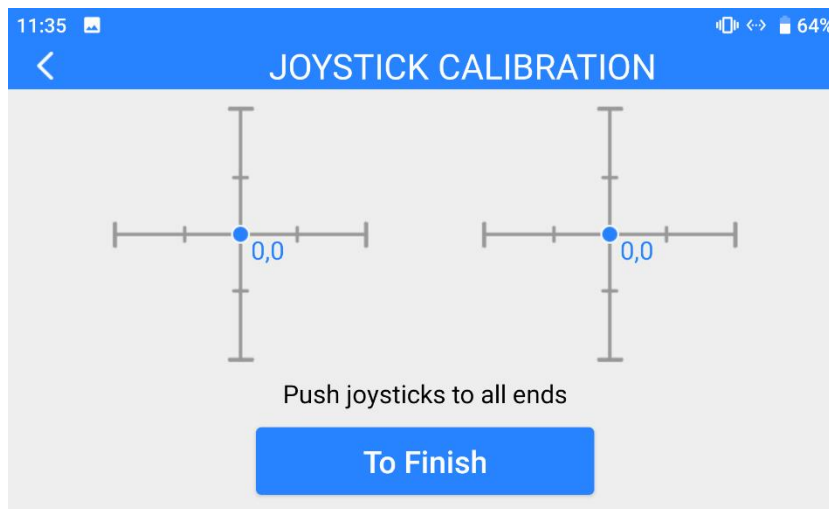 11:35 64%
JOYSTICK CALIBRATION
0,0 0,0
Push joysticks to all ends
To Finish